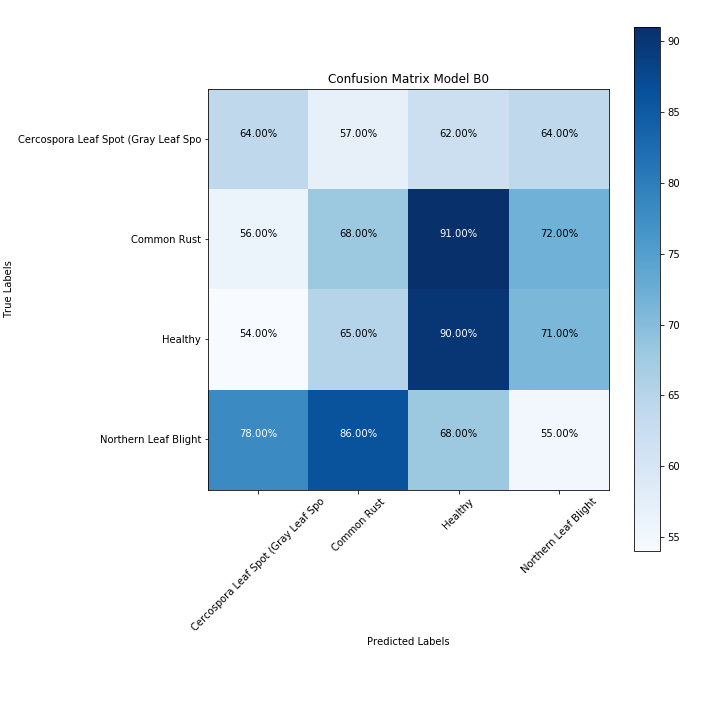 Confusion Matrix Model B0
Cercospora Leaf Spot (Gray Leaf Spo
64.00% 57.00% 62.00% 64.00%
Common Rust
56.00% 68.00% 91.00% 72.00%
Healthy
54.00% 65.00% 90.00% 71.00%
Northern Leaf Blight
78.00% 86.00% 68.00% 55.00%
True Labels
Cercospora Leaf Spot (Gray Leaf Spo
Common Rust
Healthy
Northern Leaf Blight
Predicted Labels
90
85
80
75
70
65
60
55